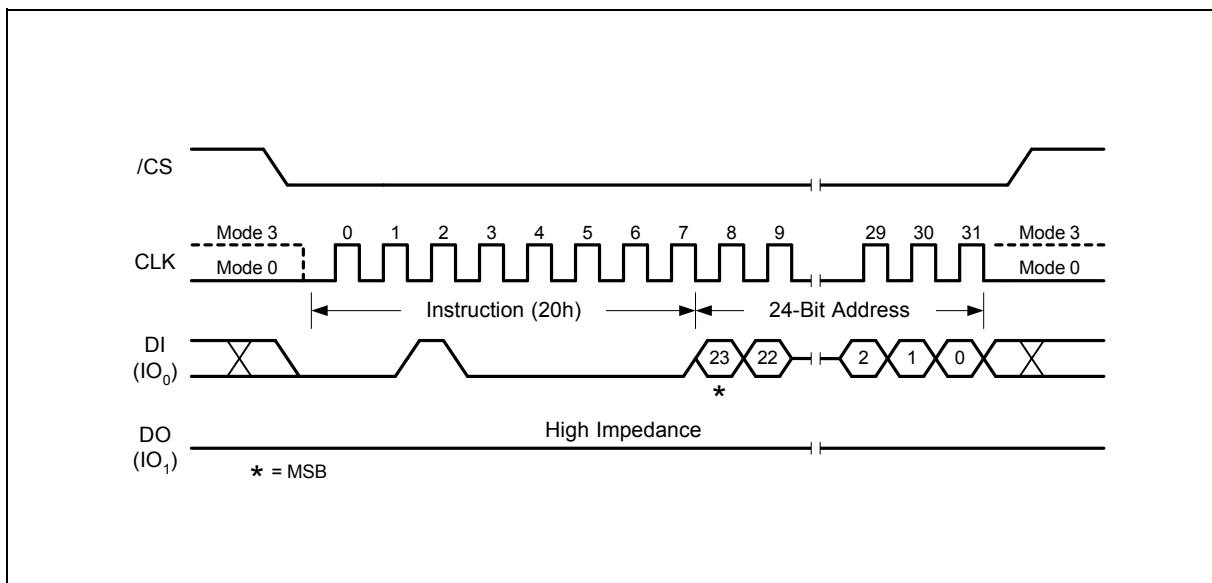 /CS
Mode 3 0 1 2 3 4 5 6 7 8 9 29 30 31 Mode 3
CLK
Mode 0 Mode 0
Instruction (20h) 24-Bit Address
DI
(IO₀)
23 22 2 1 0
*
High Impedance
DO
(IO₁)
* = MSB